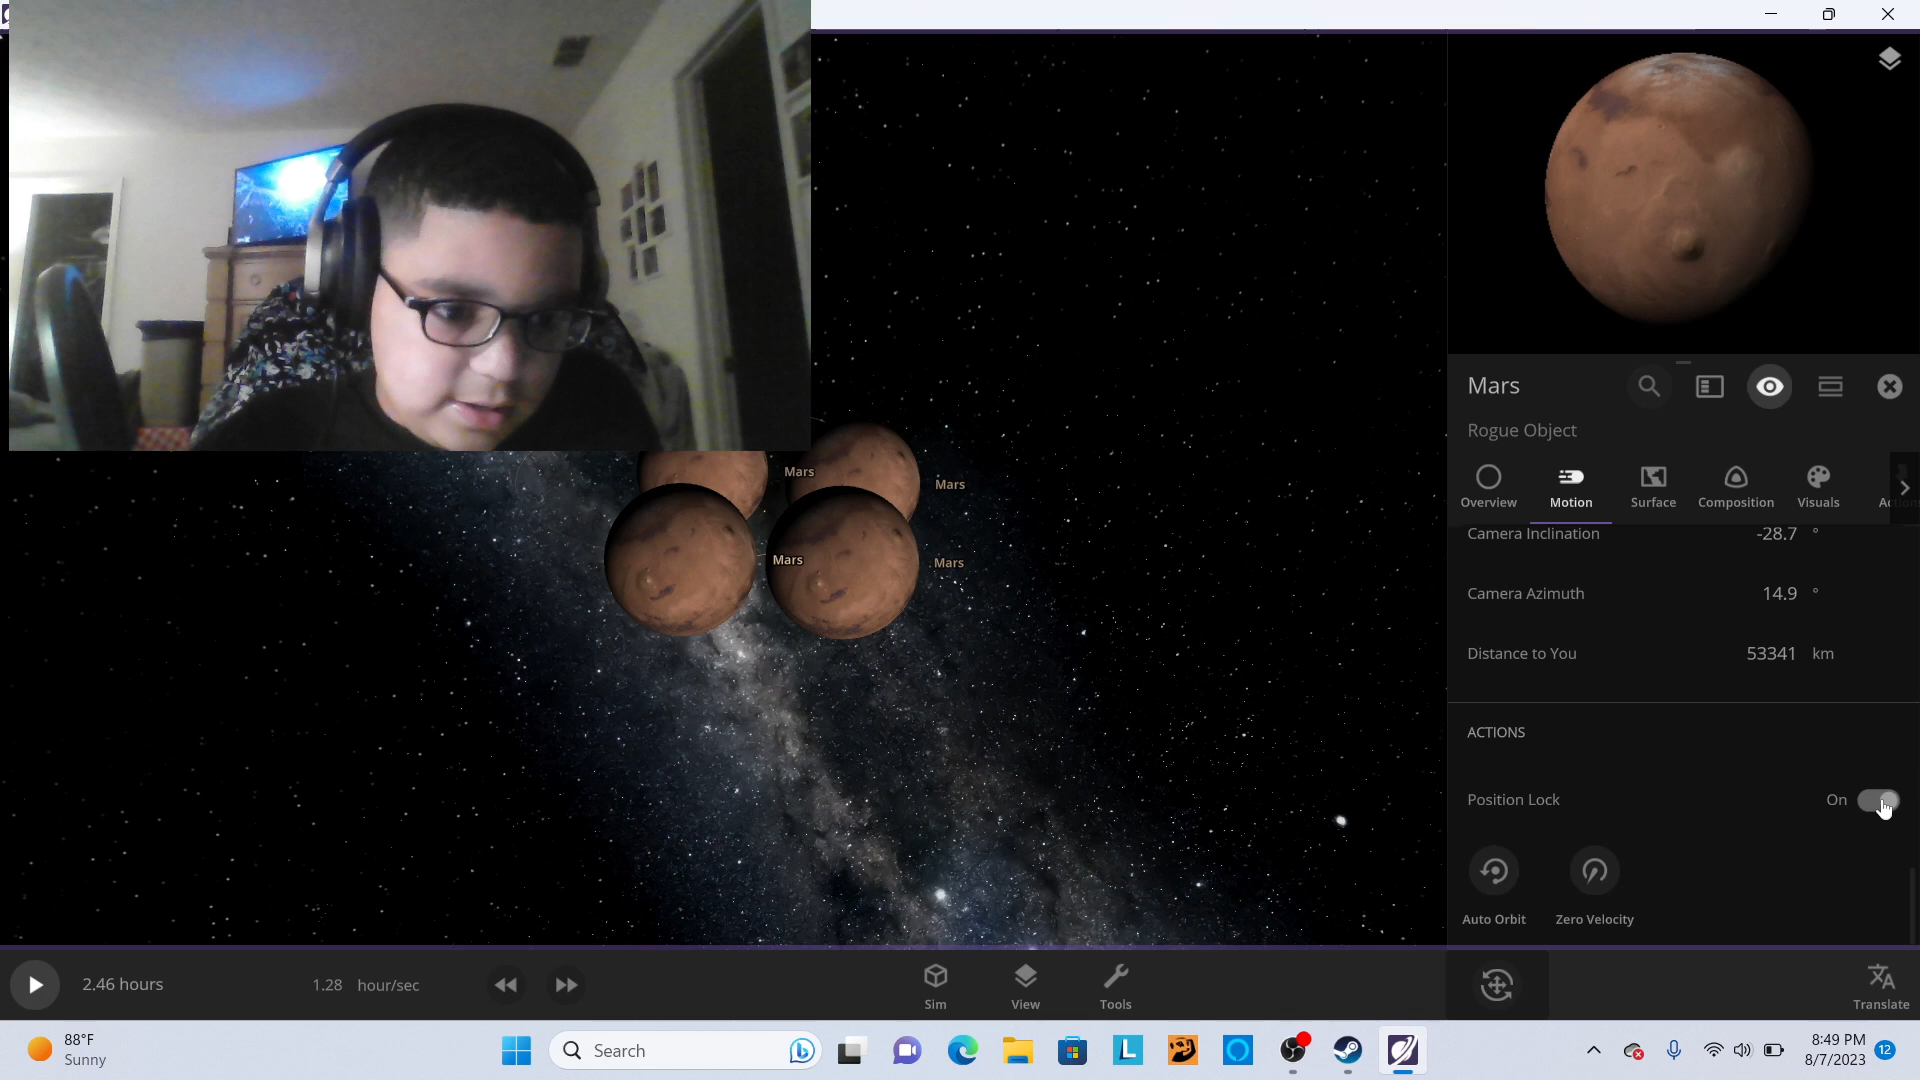 Mars
Rogue Object
Overview
Motion
Surface
Composition
Visuals
Camera Inclination -28.7 °
Camera Azimuth 14.9 °
Distance to You 53341 km
ACTIONS
Position Lock On
Auto Orbit
Zero Velocity
Mars
Mars
Mars
Mars
2.46 hours
1.28 hour/sec
Sim
View
Tools
Translate
88°F
Sunny
Search
L
8:49 PM
8/7/2023
12